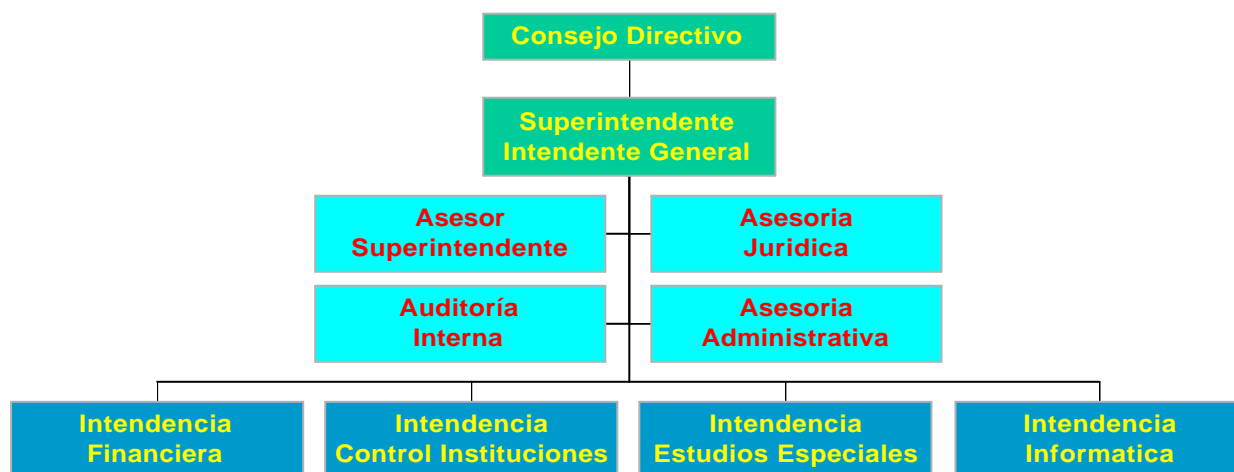 Consejo Directivo
Superintendente
Intendente General
Asesor
Superintendente
Asesoria
Juridica
Auditoría
Interna
Asesoria
Administrativa
Intendencia
Financiera
Intendencia
Control Instituciones
Intendencia
Estudios Especiales
Intendencia
Informatica